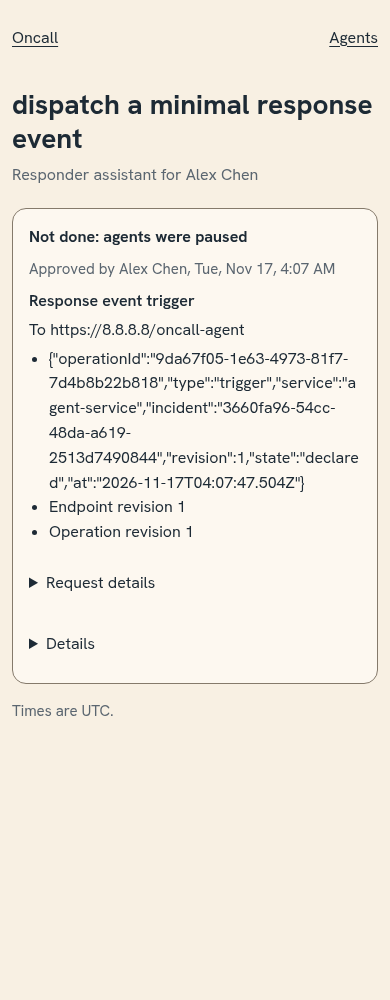 Oncall
Agents
dispatch a minimal response
event
Responder assistant for Alex Chen
Not done: agents were paused
Approved by Alex Chen, Tue, Nov 17, 4:07 AM
Response event trigger
To https://8.8.8.8/oncall-agent
• {"operationId":"9da67f05-1e63-4973-81f7-
7d4b8b22b818","type":"trigger","service":"a
gent-service","incident":"3660fa96-54cc-
48da-a619-
2513d7490844","revision":1,"state":"declare
d","at":"2026-11-17T04:07:47.504Z"}
• Endpoint revision 1
• Operation revision 1
Request details
Details
Times are UTC.